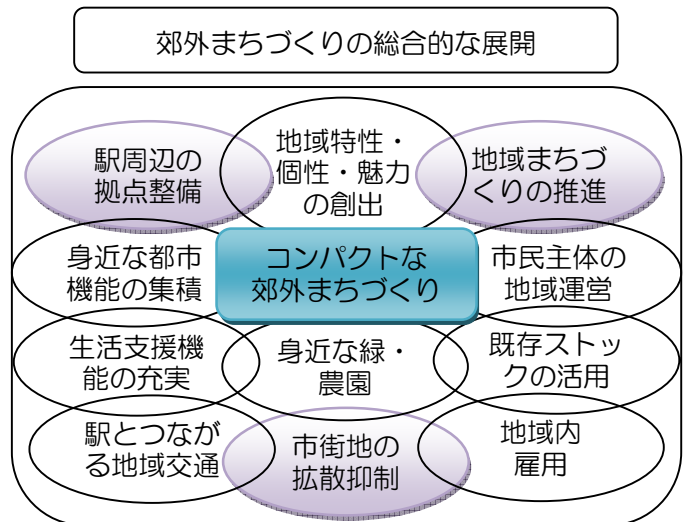 郊外まちづくりの総合的な展開
駅周辺の
拠点整備
地域特性・
個性・魅力
の創出
地域まちづ
くりの推進
身近な都市
機能の集積
コンパクトな
郊外まちづくり
市民主体の
地域運営
生活支援機
能の充実
身近な緑・
農園
既存ストッ
クの活用
駅とつなが
る地域交通
市街地の
拡散抑制
地域内
雇用